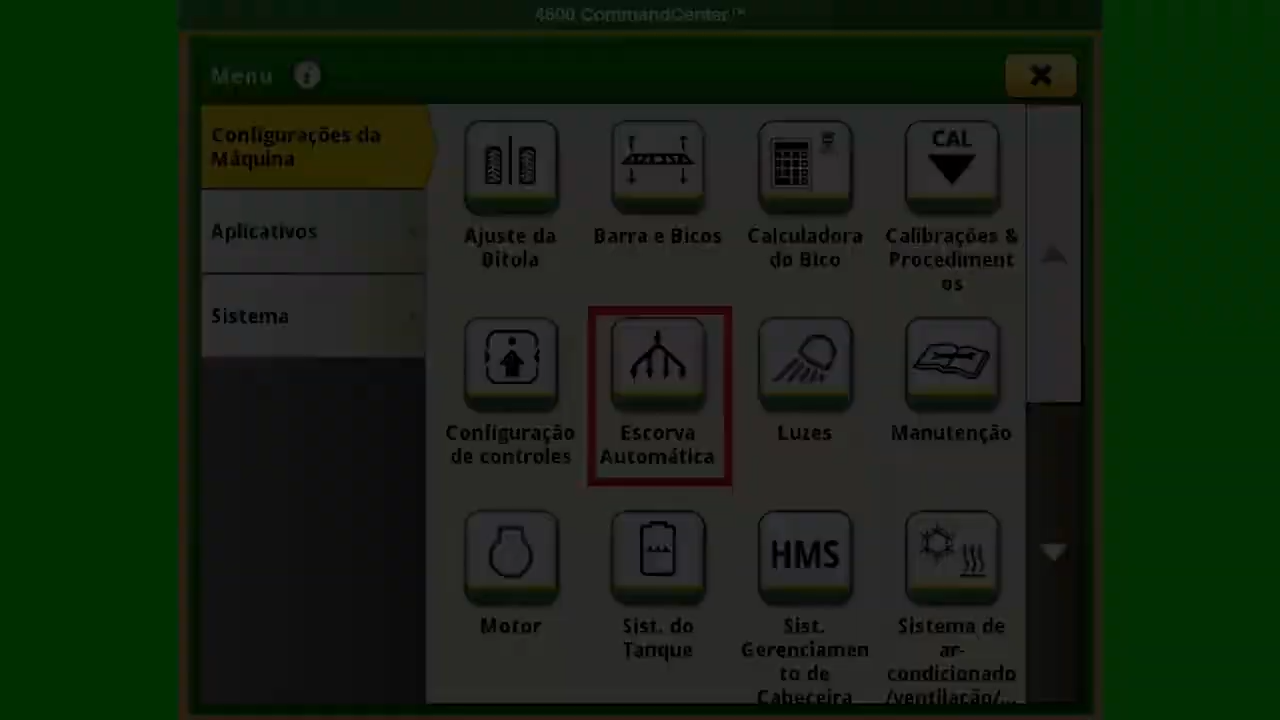 4600 CommandCenter™
Menu
Configurações da
Máquina
Aplicativos
Sistema
Ajuste da
Bitola
Barra e Bicos
Calculadora
do Bico
CAL
Calibrações &
Procediment
os
Configuração
de controles
Escorva
Automática
Luzes
Manutenção
Motor
Sist. do
Tanque
HMS
Sist.
Gerenciamen
to de
Cabeceira
Sistema de
ar-
condicionado
/ventilação/...